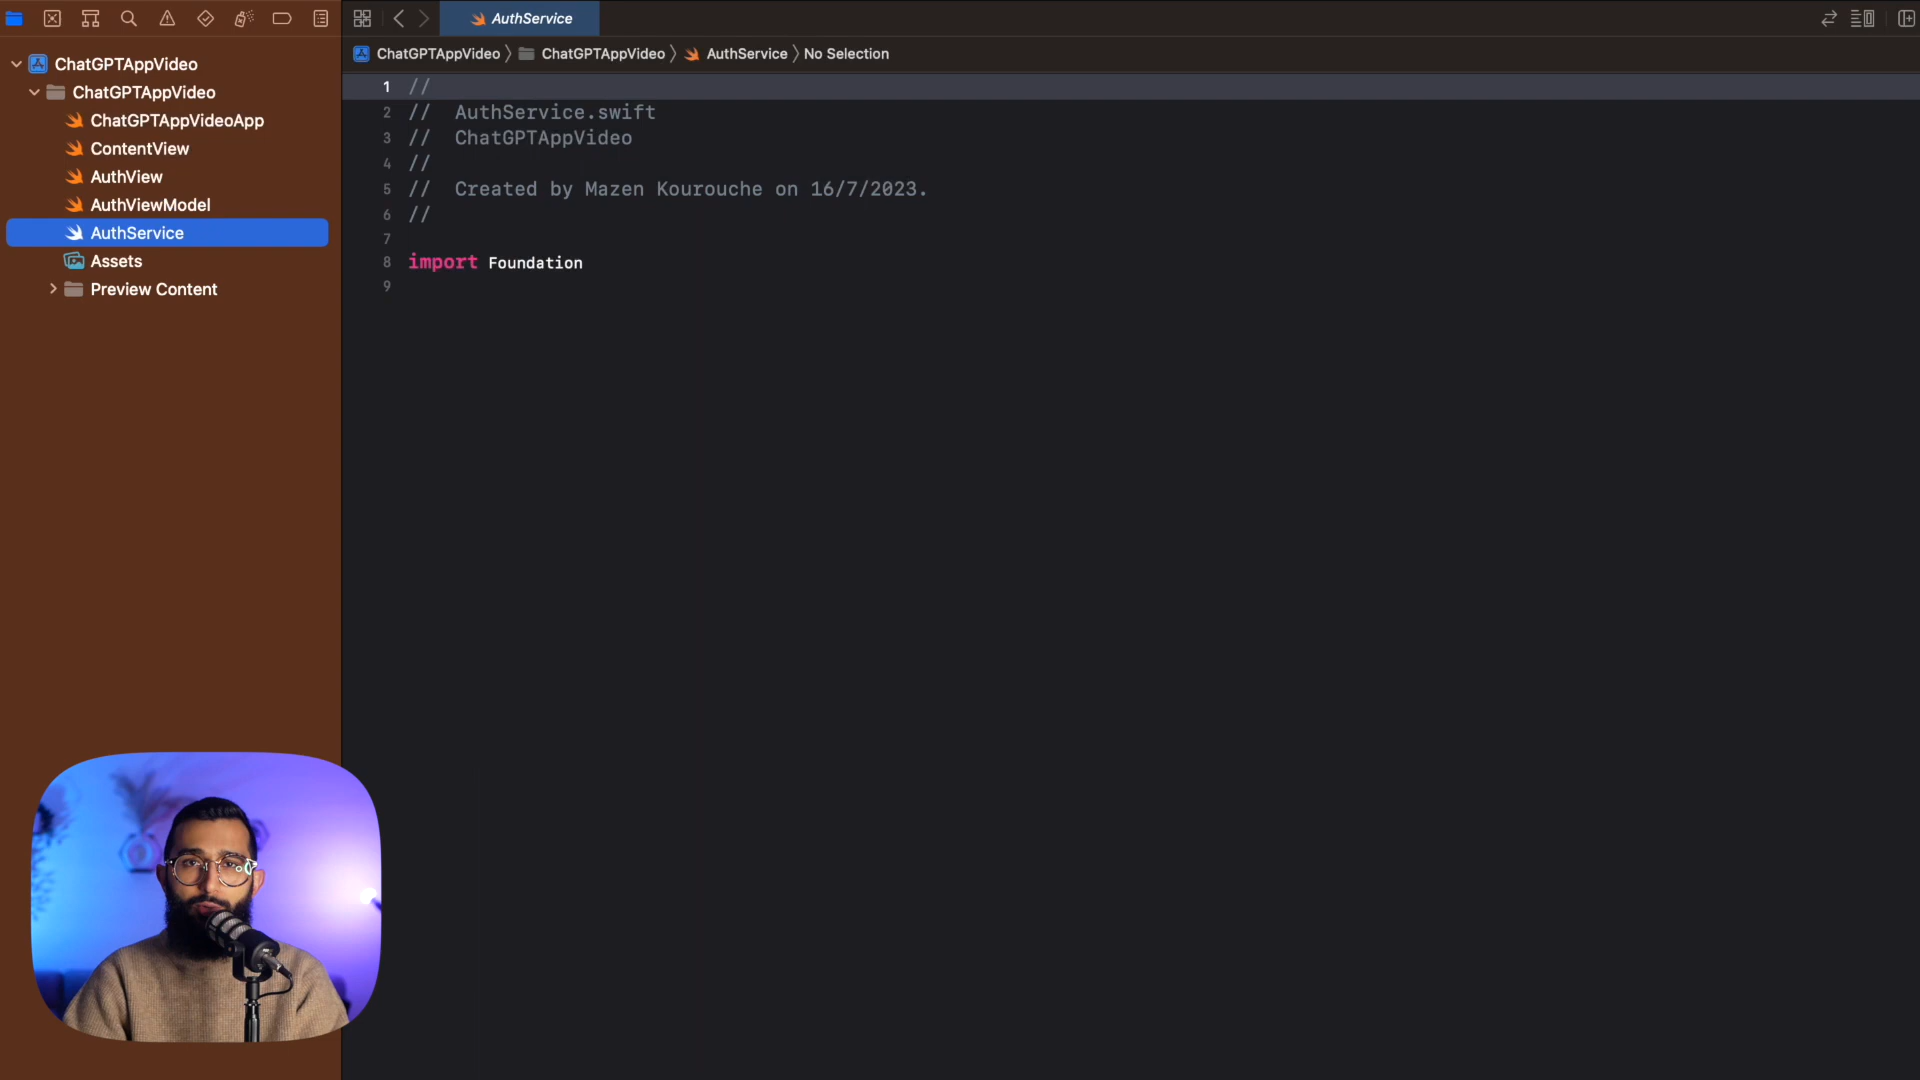 AuthService
ChatGPTAppVideo
ChatGPTAppVideo
ChatGPTAppVideoApp
ContentView
AuthView
AuthViewModel
AuthService
Assets
Preview Content
ChatGPTAppVideo
ChatGPTAppVideo
AuthService
No Selection
1 //
2 // AuthService.swift
3 // ChatGPTAppVideo
4 //
5 // Created by Mazen Kourouche on 16/7/2023.
6 //
7
8 import Foundation
9